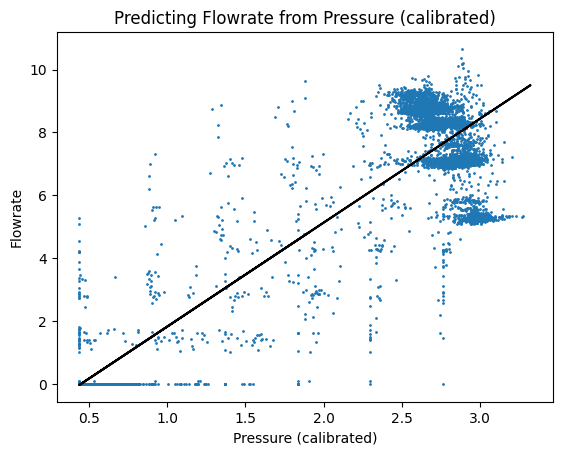 Predicting Flowrate from Pressure (calibrated)
10
8
6
4
2
0
Flowrate
0.5 1.0 1.5 2.0 2.5 3.0
Pressure (calibrated)